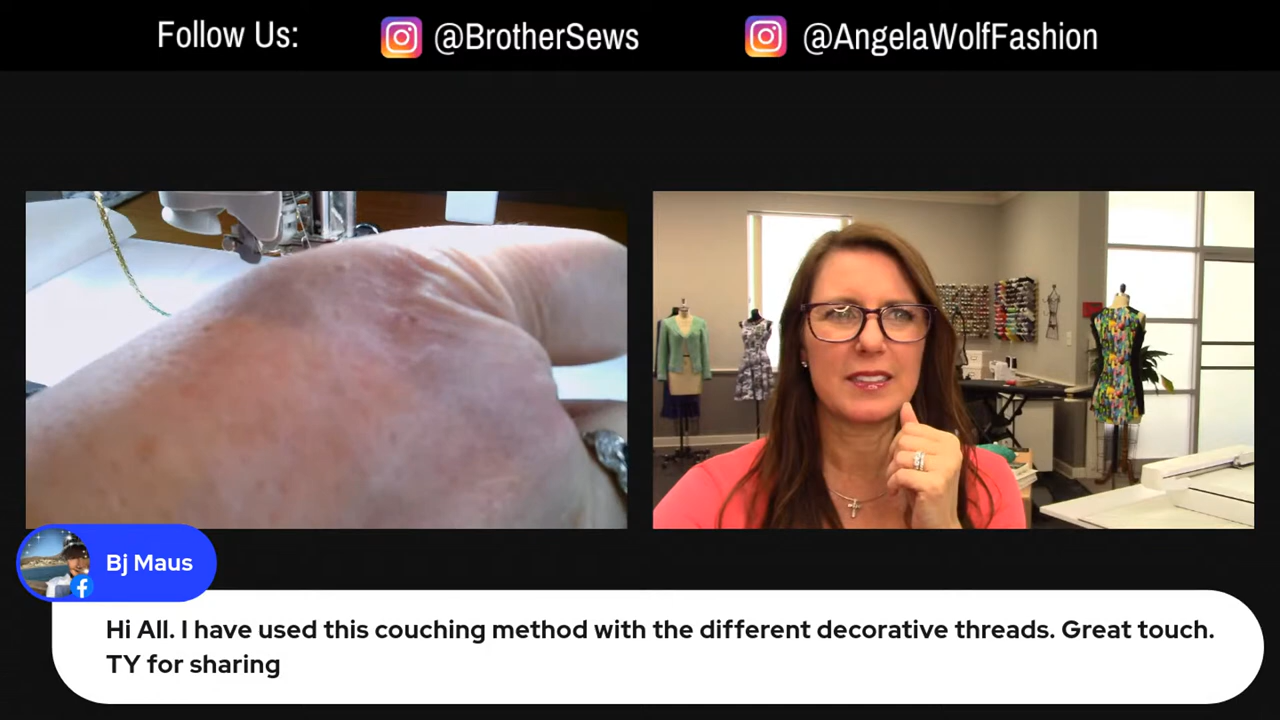 Follow Us: @BrotherSews @AngelaWolfFashion
Bj Maus
Hi All. I have used this couching method with the different decorative threads. Great touch.
TY for sharing